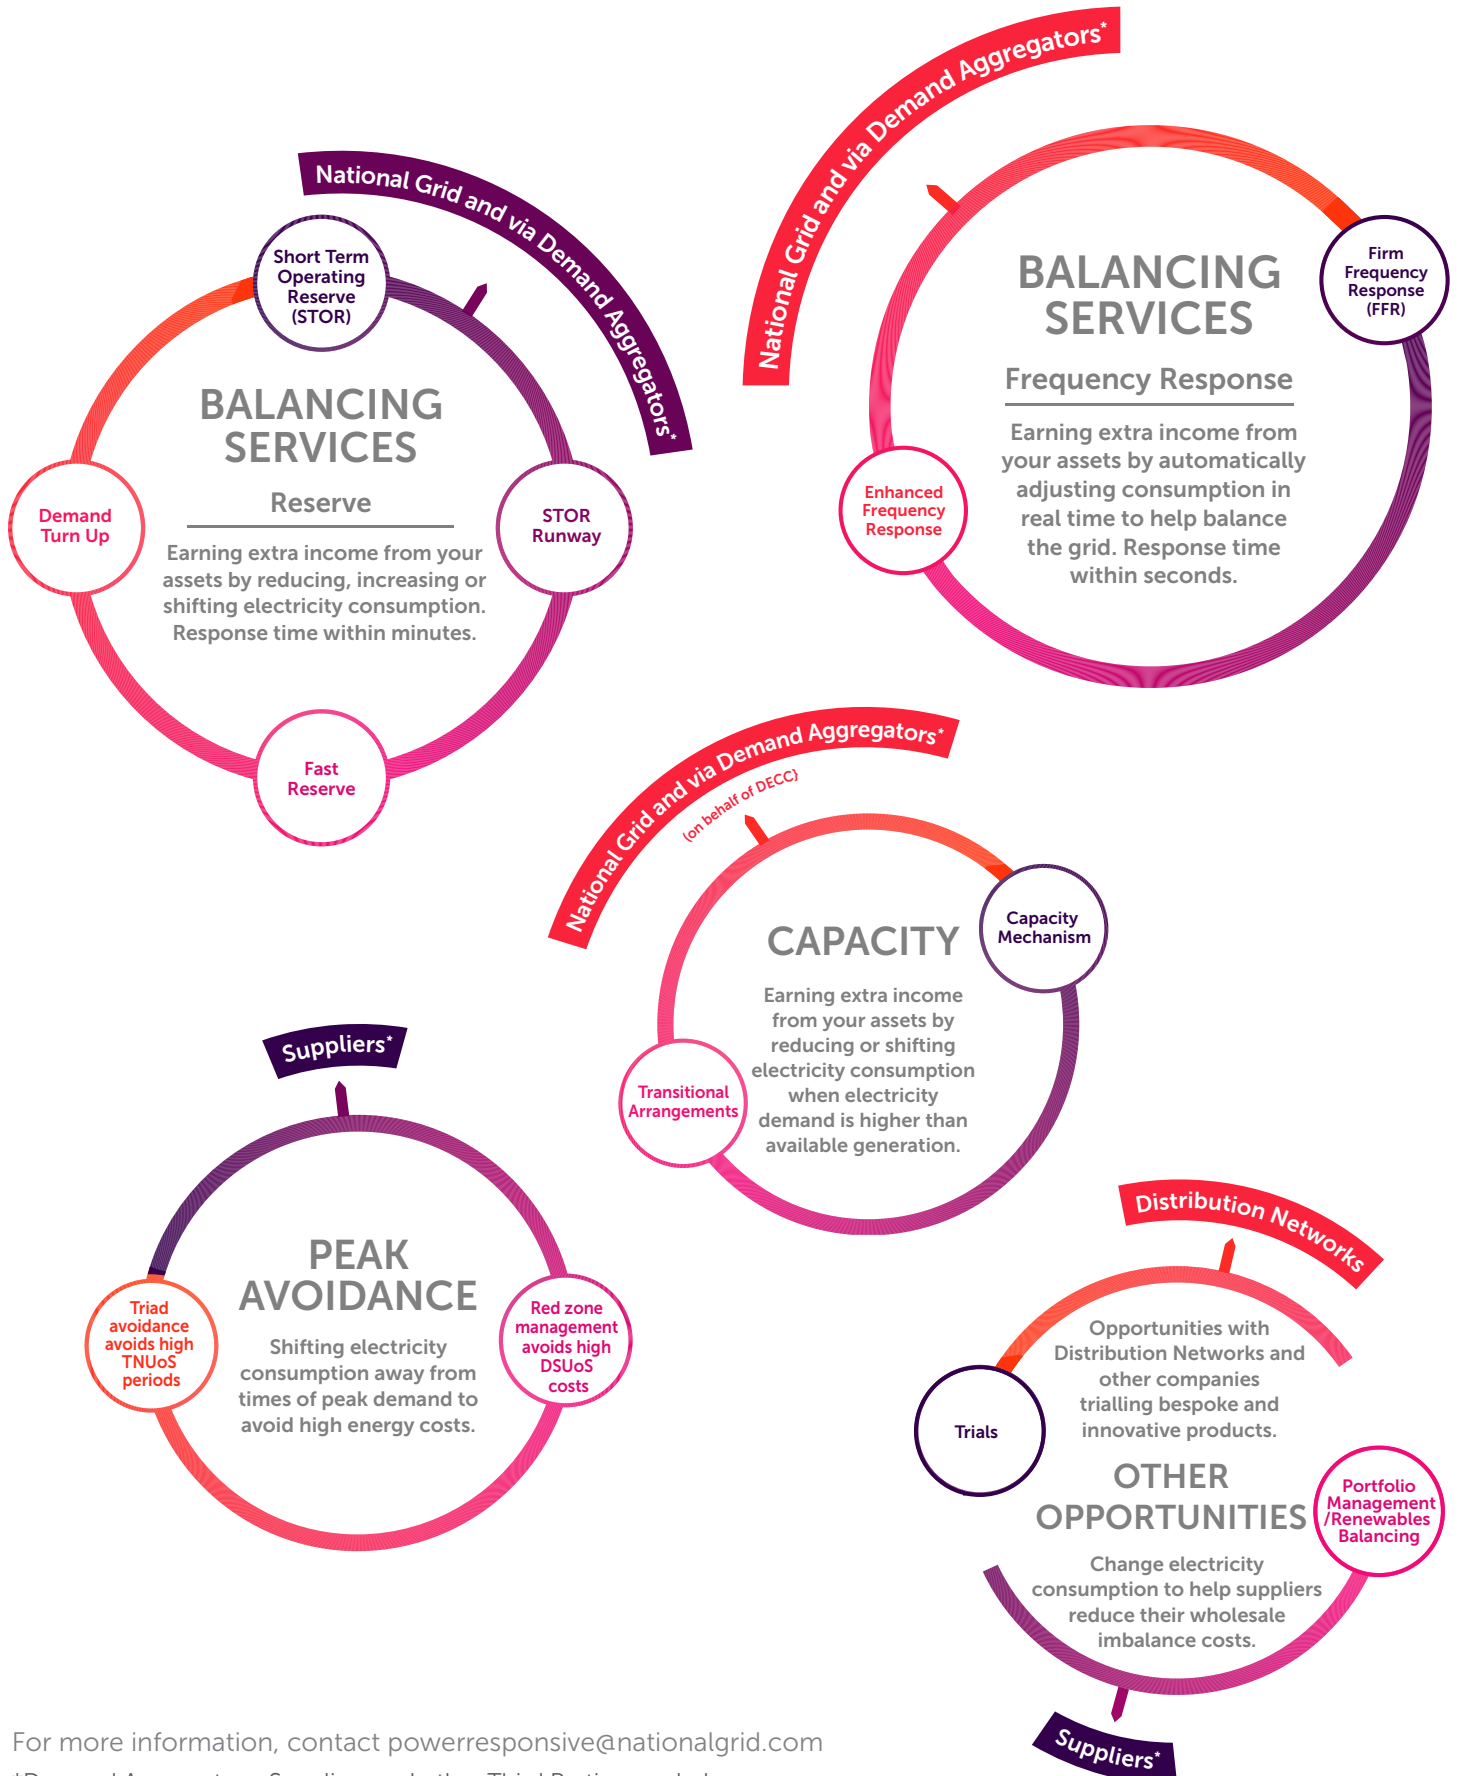 National Grid and via Demand Aggregators*
Short Term
Operating
Reserve
(STOR)
BALANCING
SERVICES
Reserve
Earning extra income from your
assets by reducing, increasing or
shifting electricity consumption.
Response time within minutes.
Demand
Turn Up
STOR
Runway
Fast
Reserve
National Grid and via Demand Aggregators*
Firm
Frequency
Response
(FFR)
BALANCING
SERVICES
Frequency Response
Earning extra income from
your assets by automatically
adjusting consumption in
real time to help balance
the grid. Response time
within seconds.
Enhanced
Frequency
Response
National Grid and via Demand Aggregators*
(on behalf of DECC}
Capacity
Mechanism
CAPACITY
Earning extra income
from your assets by
reducing or shifting
electricity consumption
when electricity
demand is higher than
available generation.
Transitional
Arrangements
Suppliers*
PEAK
AVOIDANCE
Shifting electricity
consumption away from
times of peak demand to
avoid high energy costs.
Triad
avoidance
avoids high
TNUoS
periods
Red zone
management
avoids high
DSUoS
costs
Distribution Networks
Opportunities with
Distribution Networks and
other companies
trialling bespoke and
innovative products.
Trials
OTHER
OPPORTUNITIES
Portfolio
Management
/Renewables
Balancing
Change electricity
consumption to help suppliers
reduce their wholesale
imbalance costs.
Suppliers*
For more information, contact powerresponsive@nationalgrid.com